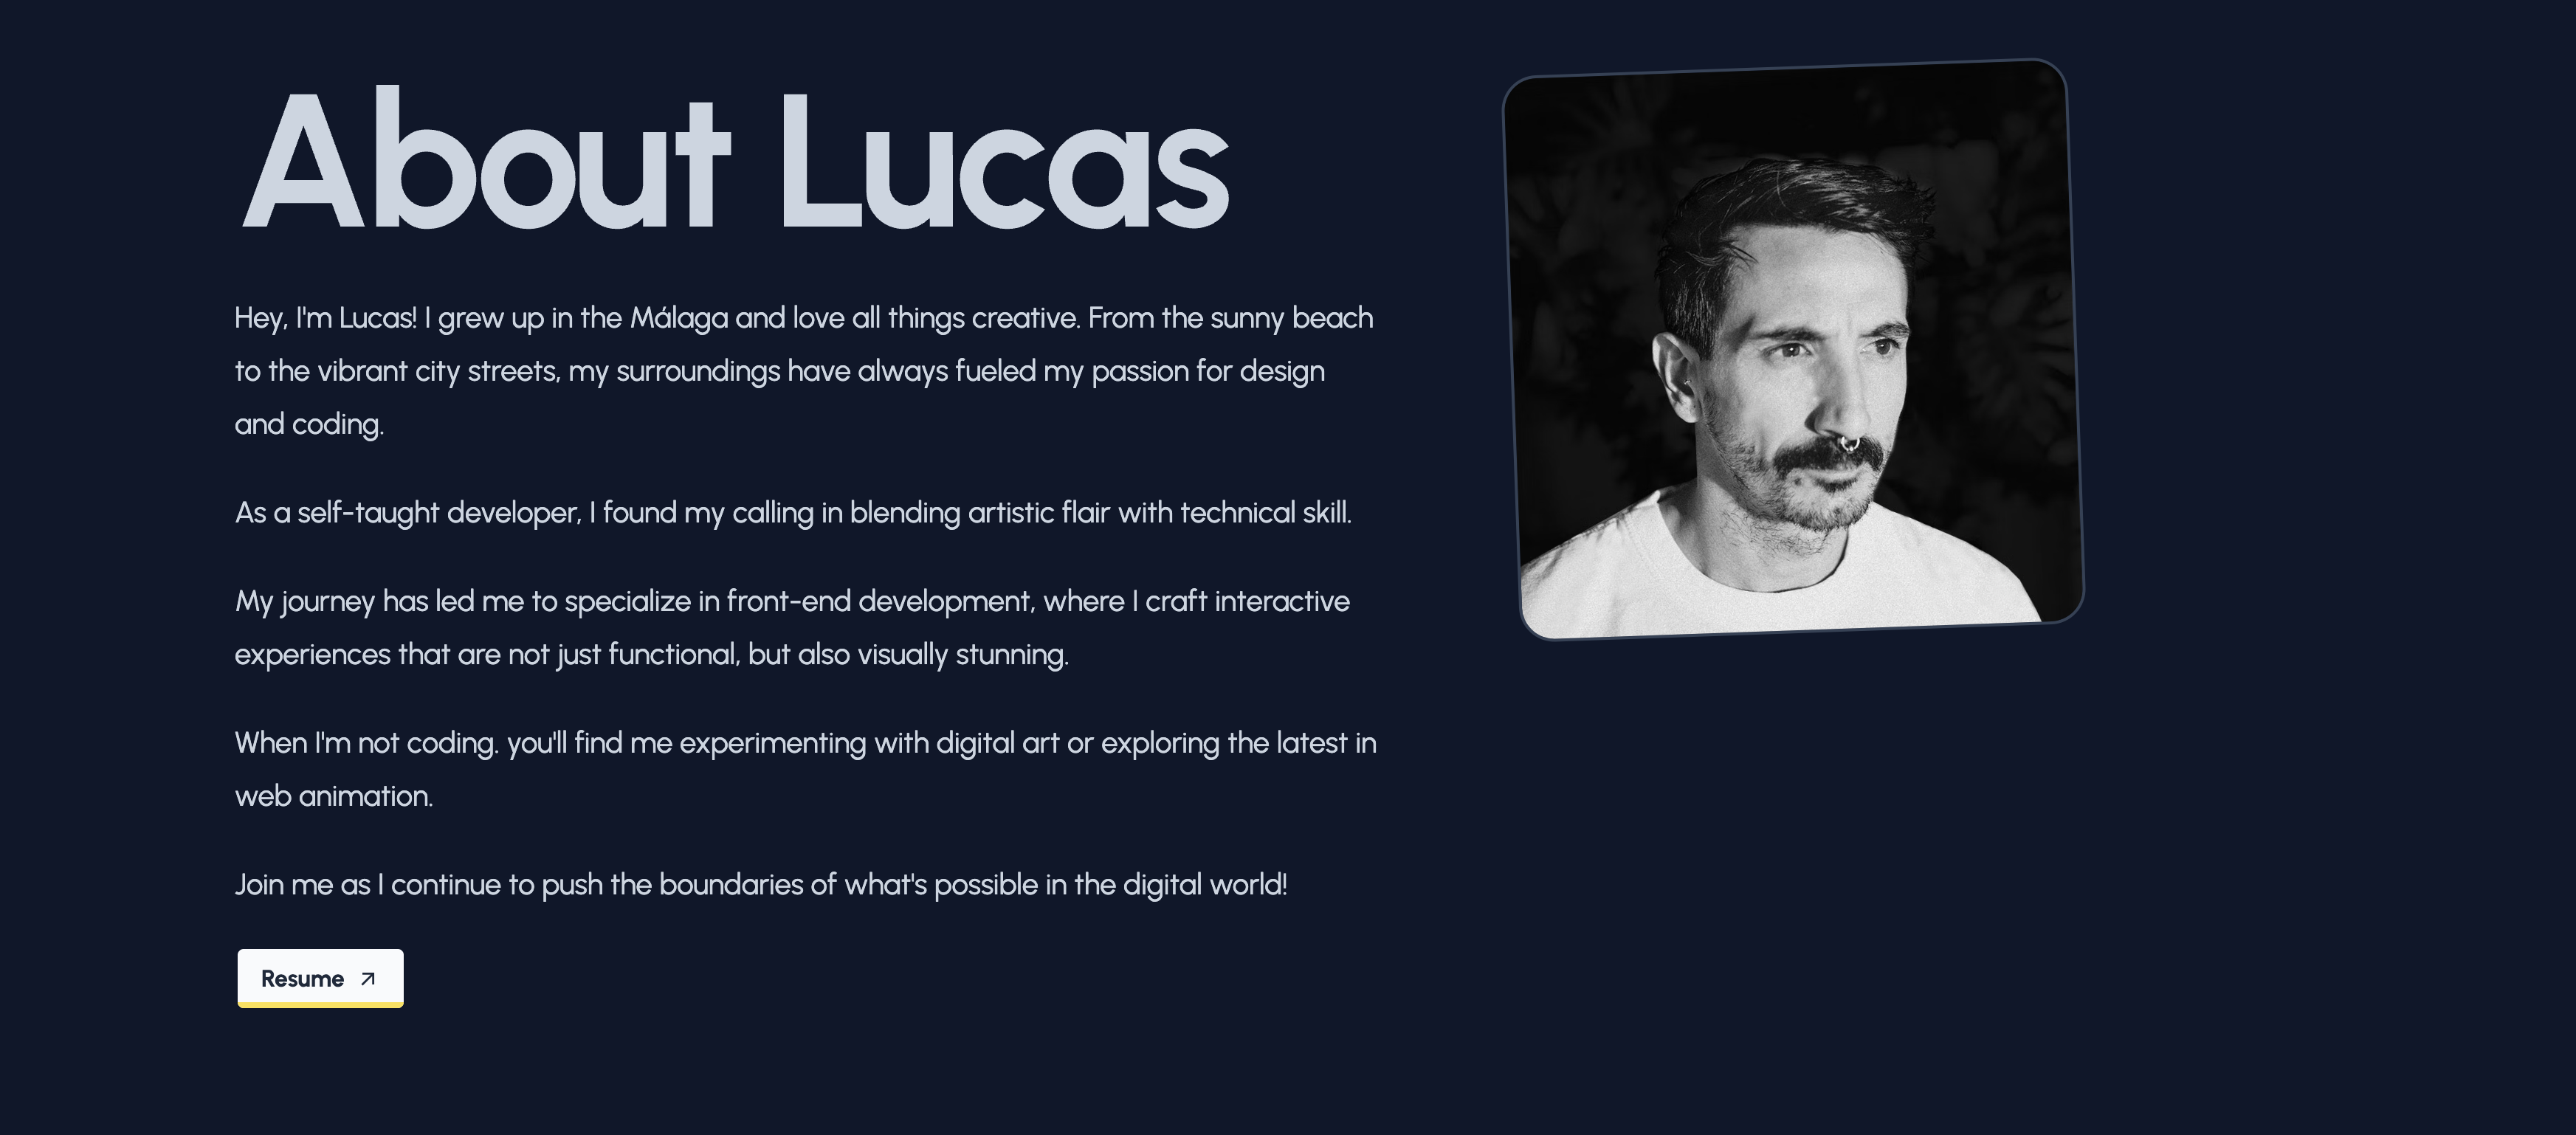 About Lucas
Hey, I'm Lucas! I grew up in the Málaga and love all things creative. From the sunny beach
to the vibrant city streets, my surroundings have always fueled my passion for design
and coding.
As a self-taught developer, I found my calling in blending artistic flair with technical skill.
My journey has led me to specialize in front-end development, where I craft interactive
experiences that are not just functional, but also visually stunning.
When I'm not coding. you'll find me experimenting with digital art or exploring the latest in
web animation.
Join me as I continue to push the boundaries of what's possible in the digital world!
Resume